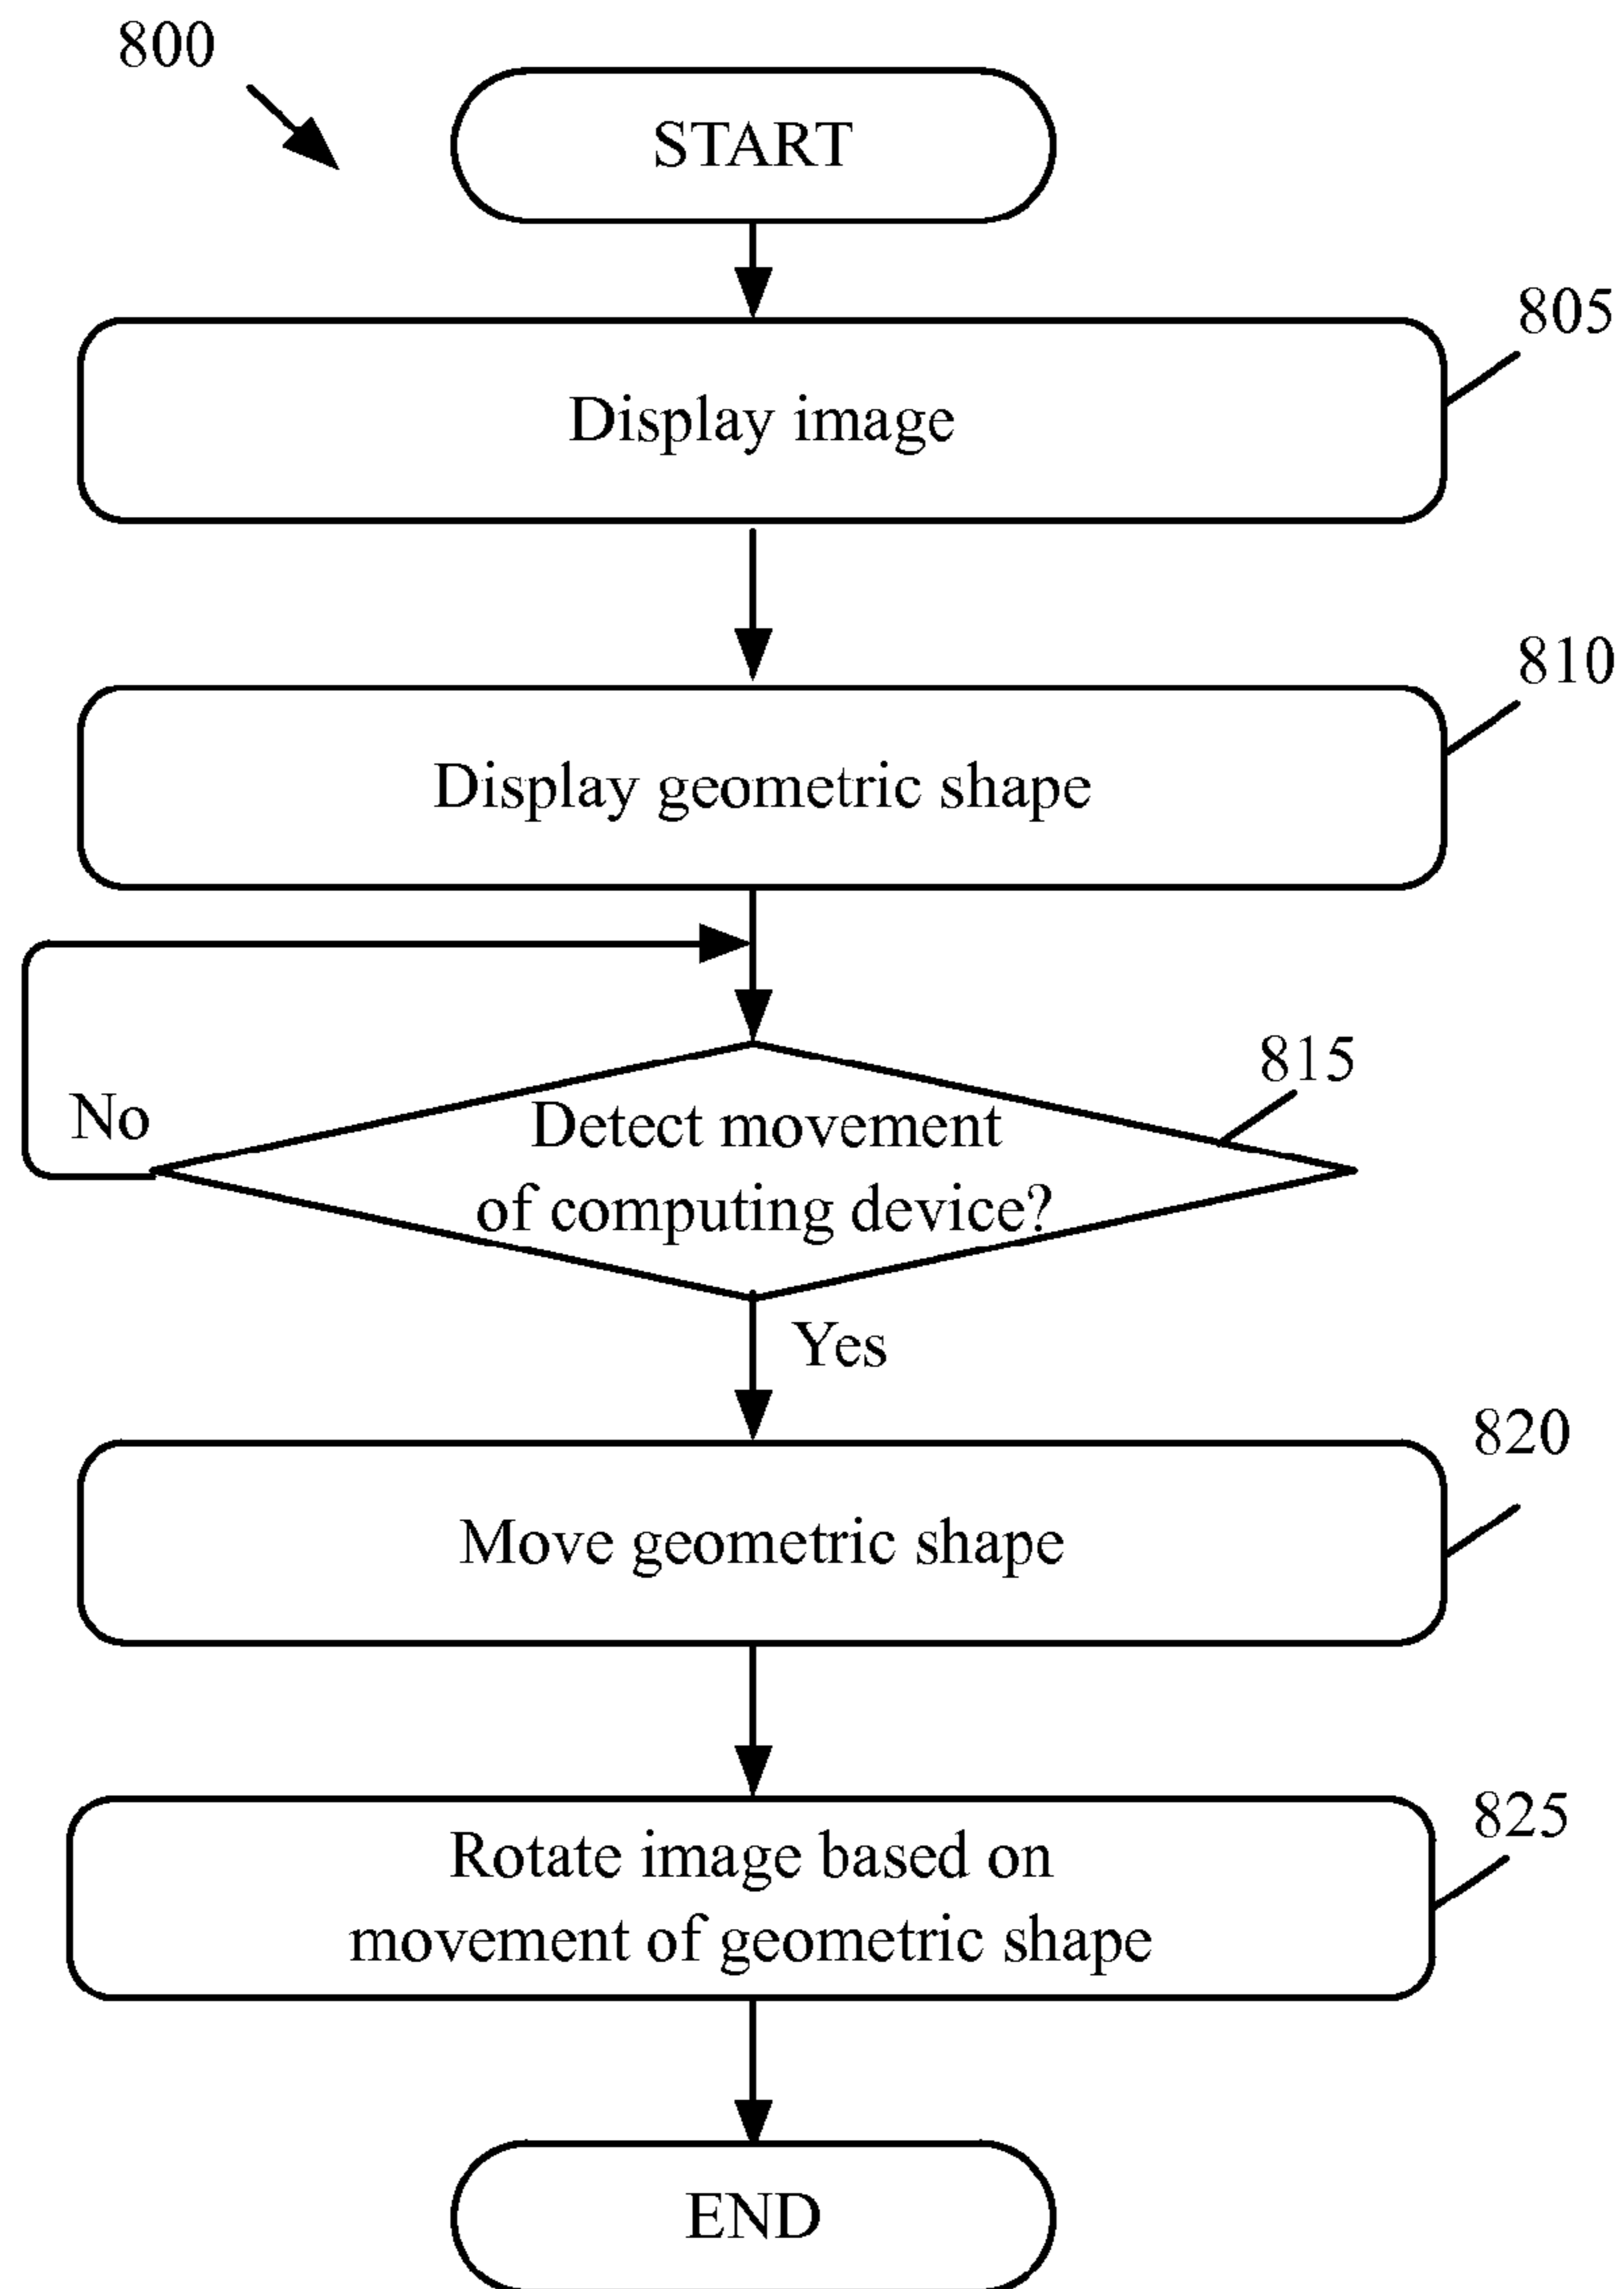 800
START
805
Display image
810
Display geometric shape
815
No
Detect movement
of computing device?
Yes
820
Move geometric shape
825
Rotate image based on
movement of geometric shape
END